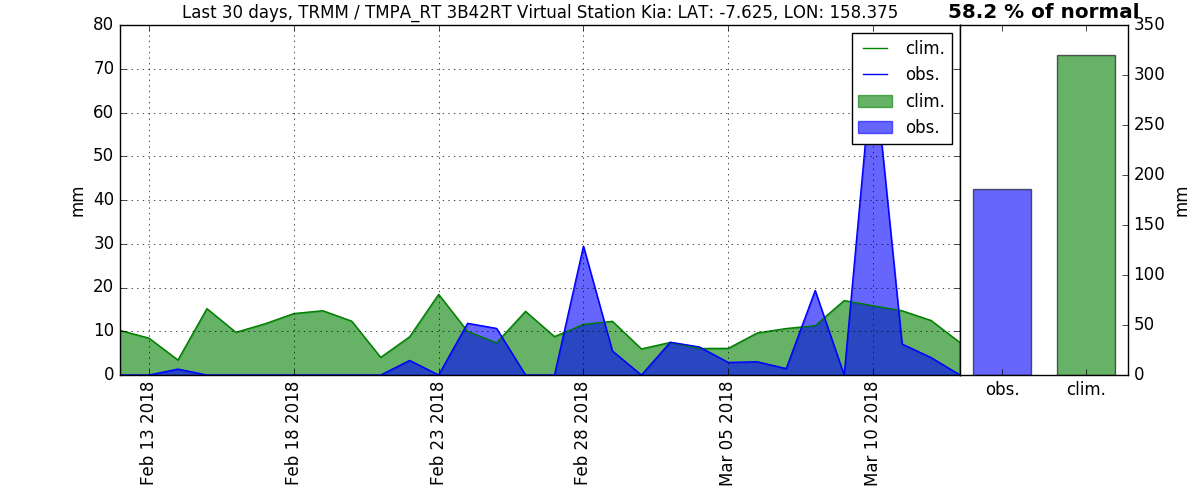 Last 30 days, TRMM / TMPA_RT 3B42RT Virtual Station Kia: LAT: -7.625, LON: 158.375
58.2 % of normal
80
70
60
50
40
30
20
10
0
mm
clim.
obs.
clim.
obs.
Feb 13 2018
Feb 18 2018
Feb 23 2018
Feb 28 2018
Mar 05 2018
Mar 10 2018
350
300
250
200
150
100
50
0
mm
obs.
clim.